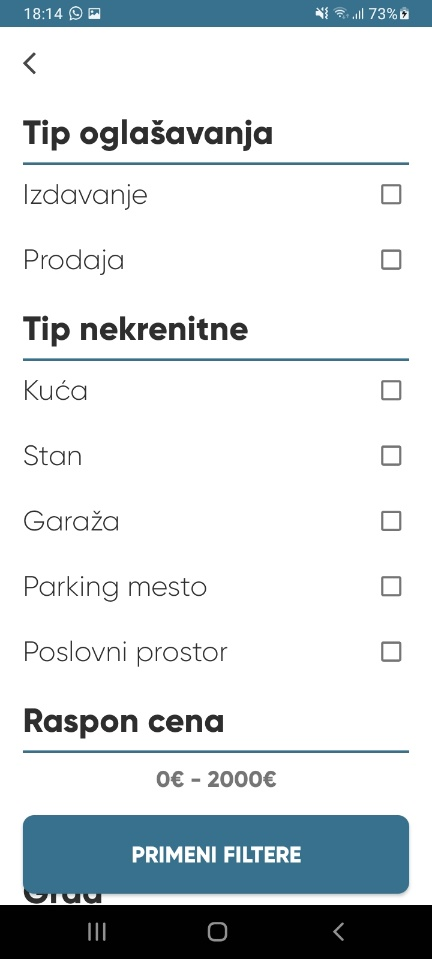 18:14
73%
Tip oglašavanja
Izdavanje
Prodaja
Tip nekrenitne
Kuća
Stan
Garaža
Parking mesto
Poslovni prostor
Raspon cena
0€ - 2000€
PRIMENI FILTERE
Grad